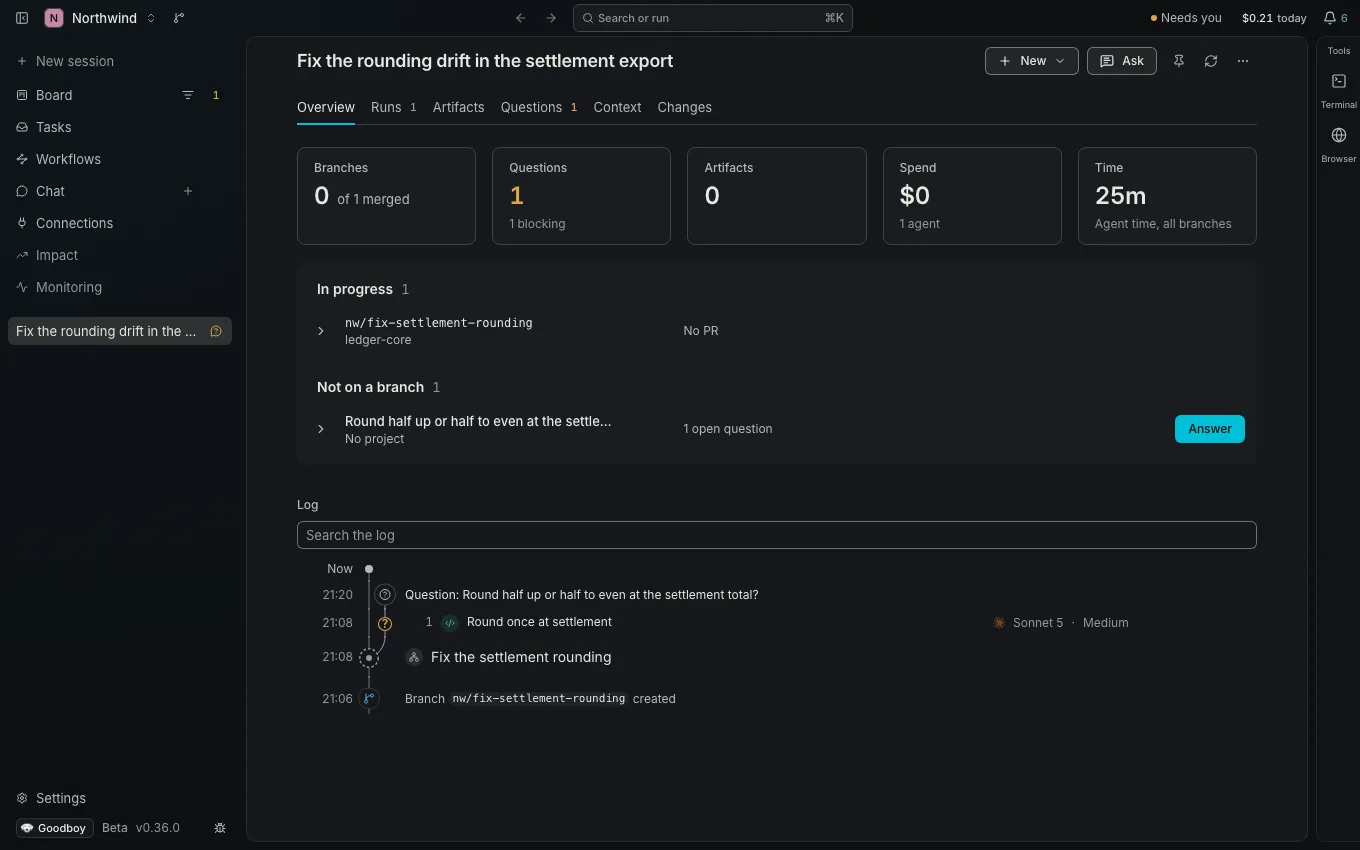 N Northwind
Search or run ⌘K
Needs you
$0.21 today
6
New session
Board 1
Tasks
Workflows
Chat
Connections
Impact
Monitoring
Fix the rounding drift in the ...
Settings
Goodboy Beta v0.36.0
Fix the rounding drift in the settlement export
New
Ask
Overview Runs 1 Artifacts Questions 1 Context Changes
Branches
0 of 1 merged
Questions
1
1 blocking
Artifacts
0
Spend
$0
1 agent
Time
25m
Agent time, all branches
In progress 1
nw/fix-settlement-rounding
ledger-core
No PR
Not on a branch 1
Round half up or half to even at the settle...
No project
1 open question
Answer
Log
Search the log
Now
21:20 Question: Round half up or half to even at the settlement total?
21:08 1 Round once at settlement Sonnet 5 · Medium
21:08 Fix the settlement rounding
21:06 Branch nw/fix-settlement-rounding created
Tools
Terminal
Browser